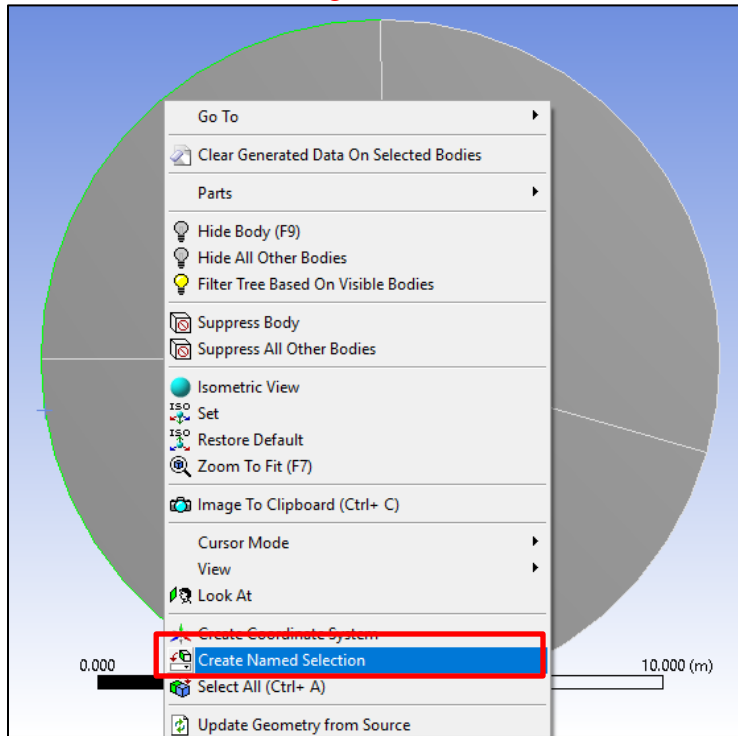 Go To
Clear Generated Data On Selected Bodies
Parts
Hide Body (F9)
Hide All Other Bodies
Filter Tree Based On Visible Bodies
Suppress Body
Suppress All Other Bodies
Isometric View
ISO Set
ISO Restore Default
Zoom To Fit (F7)
Image To Clipboard (Ctrl+ C)
Cursor Mode
View
Look At
Create Coordinate System
0.000 Create Named Selection 10.000 (m)
Select All (Ctrl+ A)
Update Geometry from Source